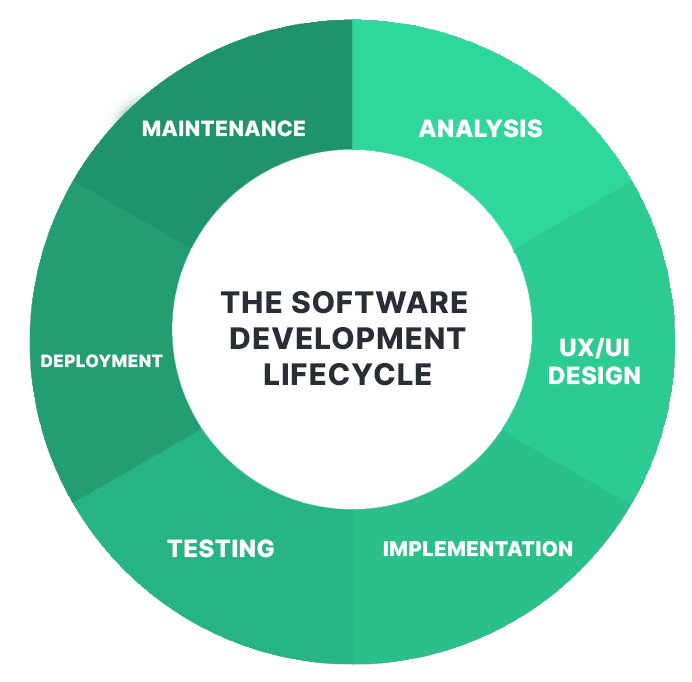 MAINTENANCE
ANALYSIS
THE SOFTWARE
DEVELOPMENT
LIFECYCLE
UX/UI
DESIGN
DEPLOYMENT
TESTING
IMPLEMENTATION